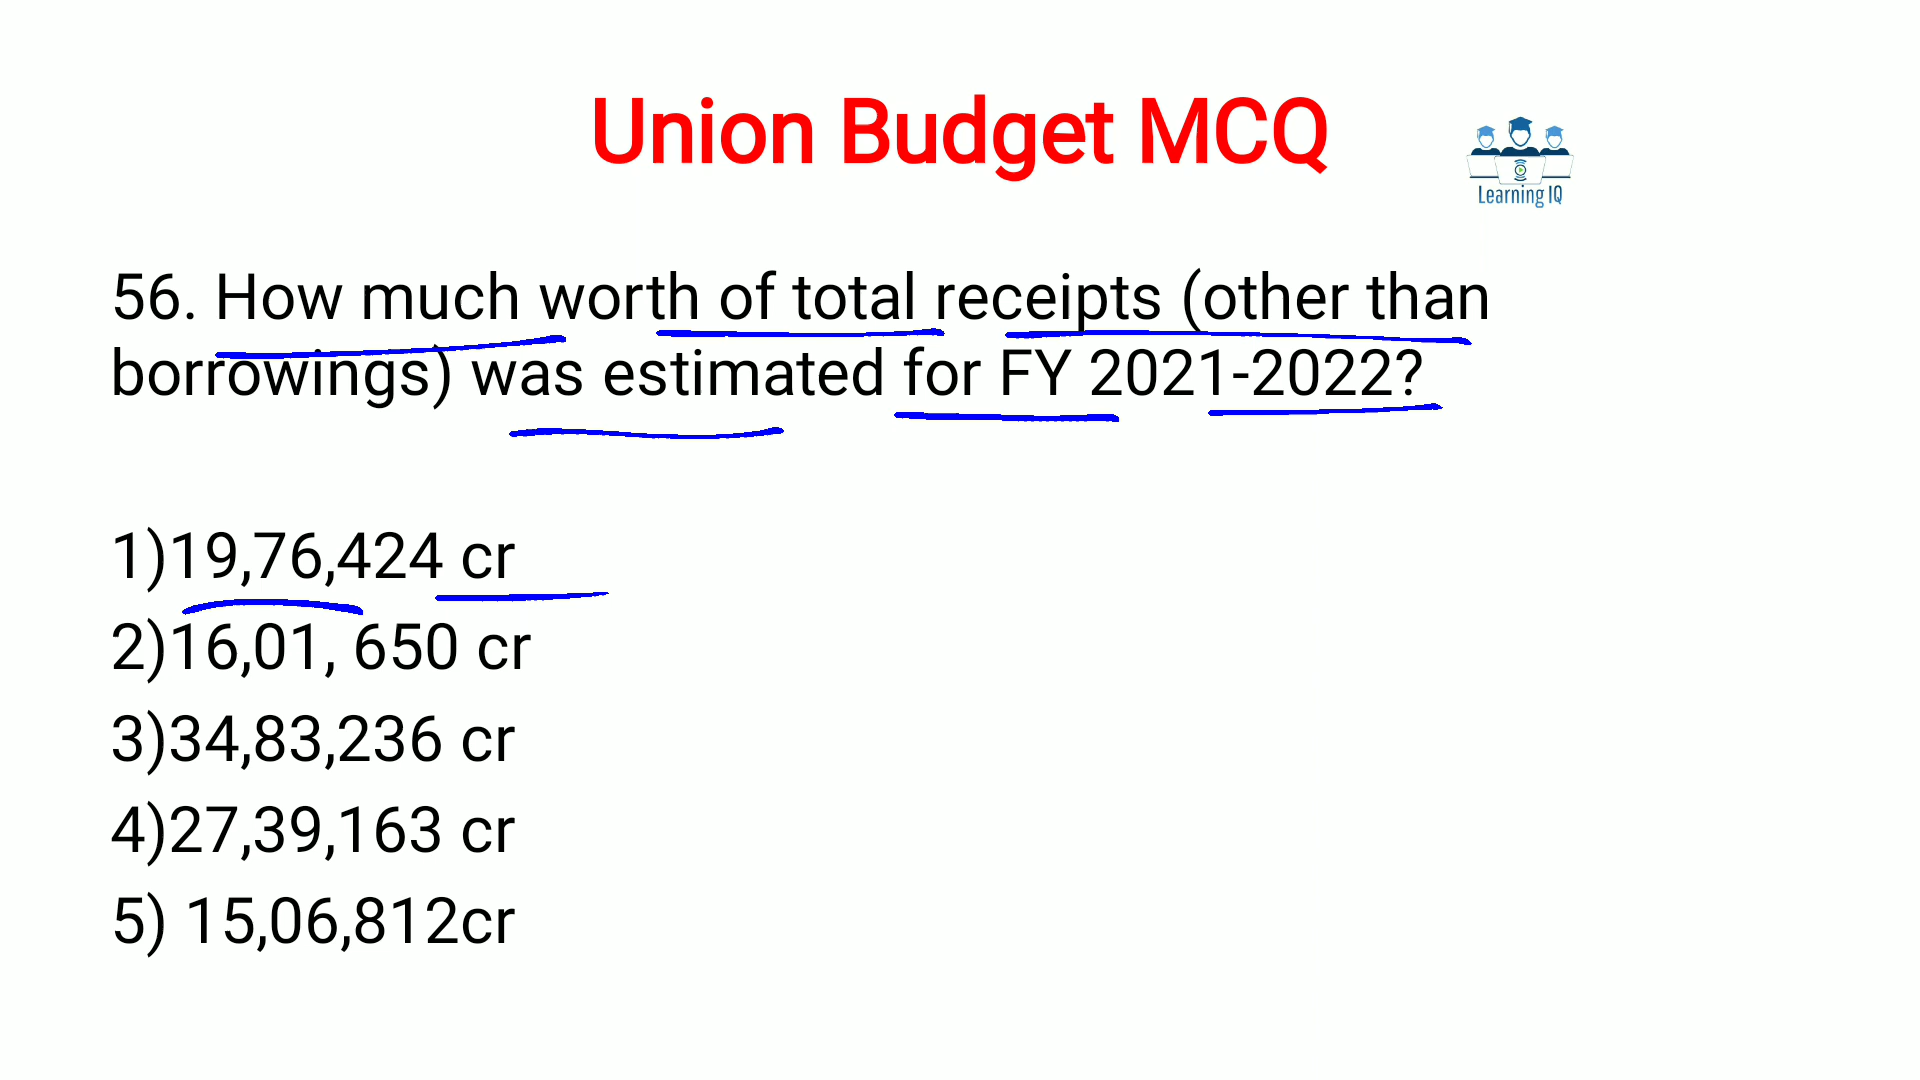 Union Budget MCQ
Learning IQ
56. How much worth of total receipts (other than
borrowings) was estimated for FY 2021-2022?
1)19,76,424 cr
2)16,01, 650 cr
3)34,83,236 cr
4)27,39,163 cr
5) 15,06,812cr